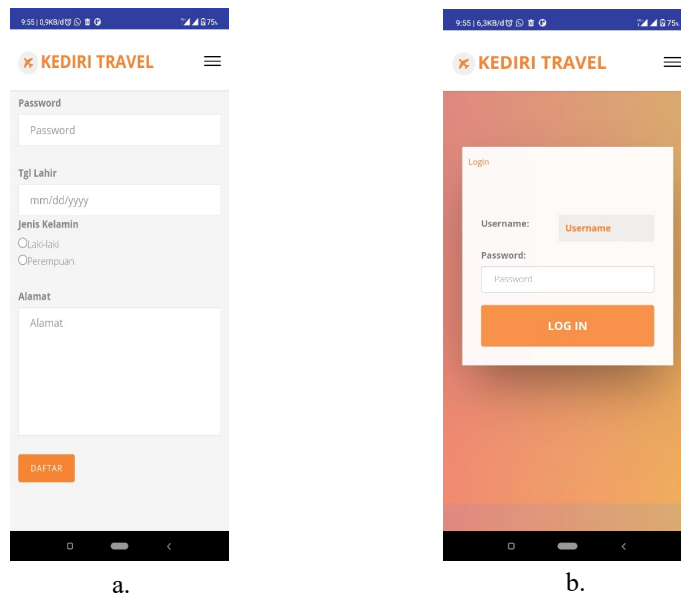 9:55 | 0,9KB/d
75%
KEDIRI TRAVEL
Password
Password
Tgl Lahir
mm/dd/yyyy
Jenis Kelamin
Laki-laki
Perempuan
Alamat
Alamat
DAFTAR
a.
9:55 | 6,3KB/d
75%
KEDIRI TRAVEL
Login
Username:
Username
Password:
Password
LOG IN
b.